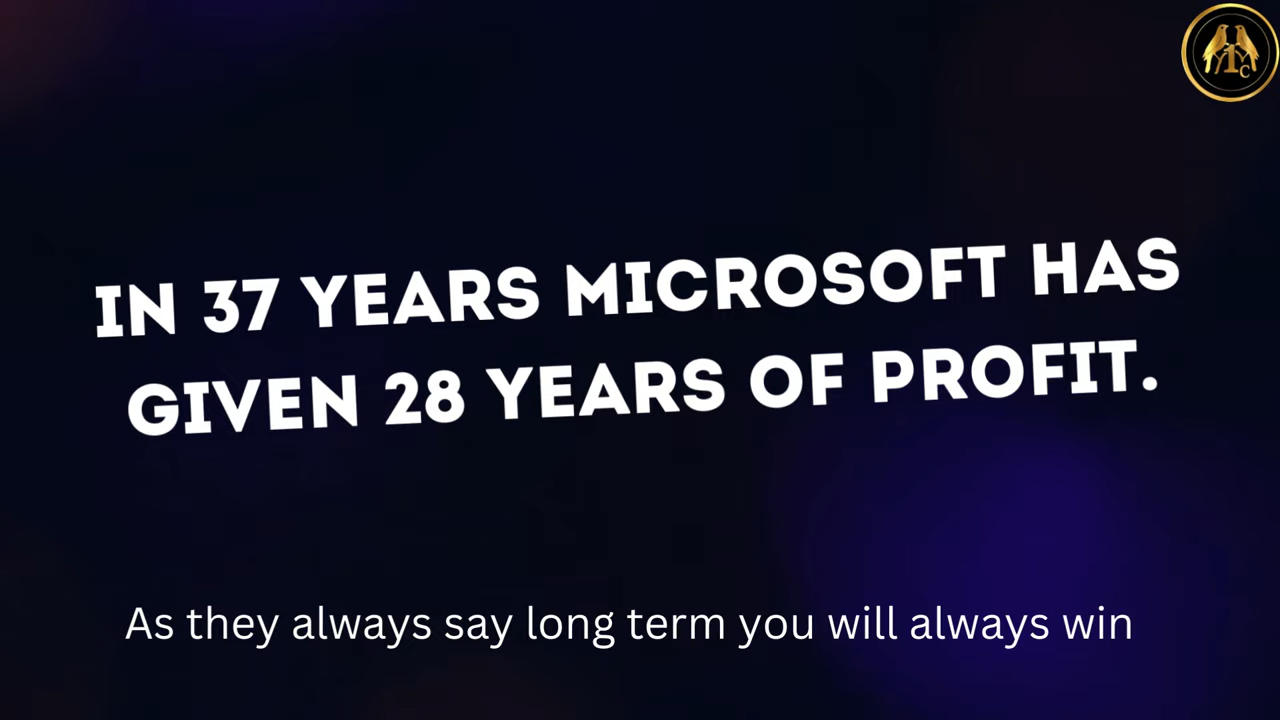 IN 37 YEARS MICROSOFT HAS
GIVEN 28 YEARS OF PROFIT.
As they always say long term you will always win